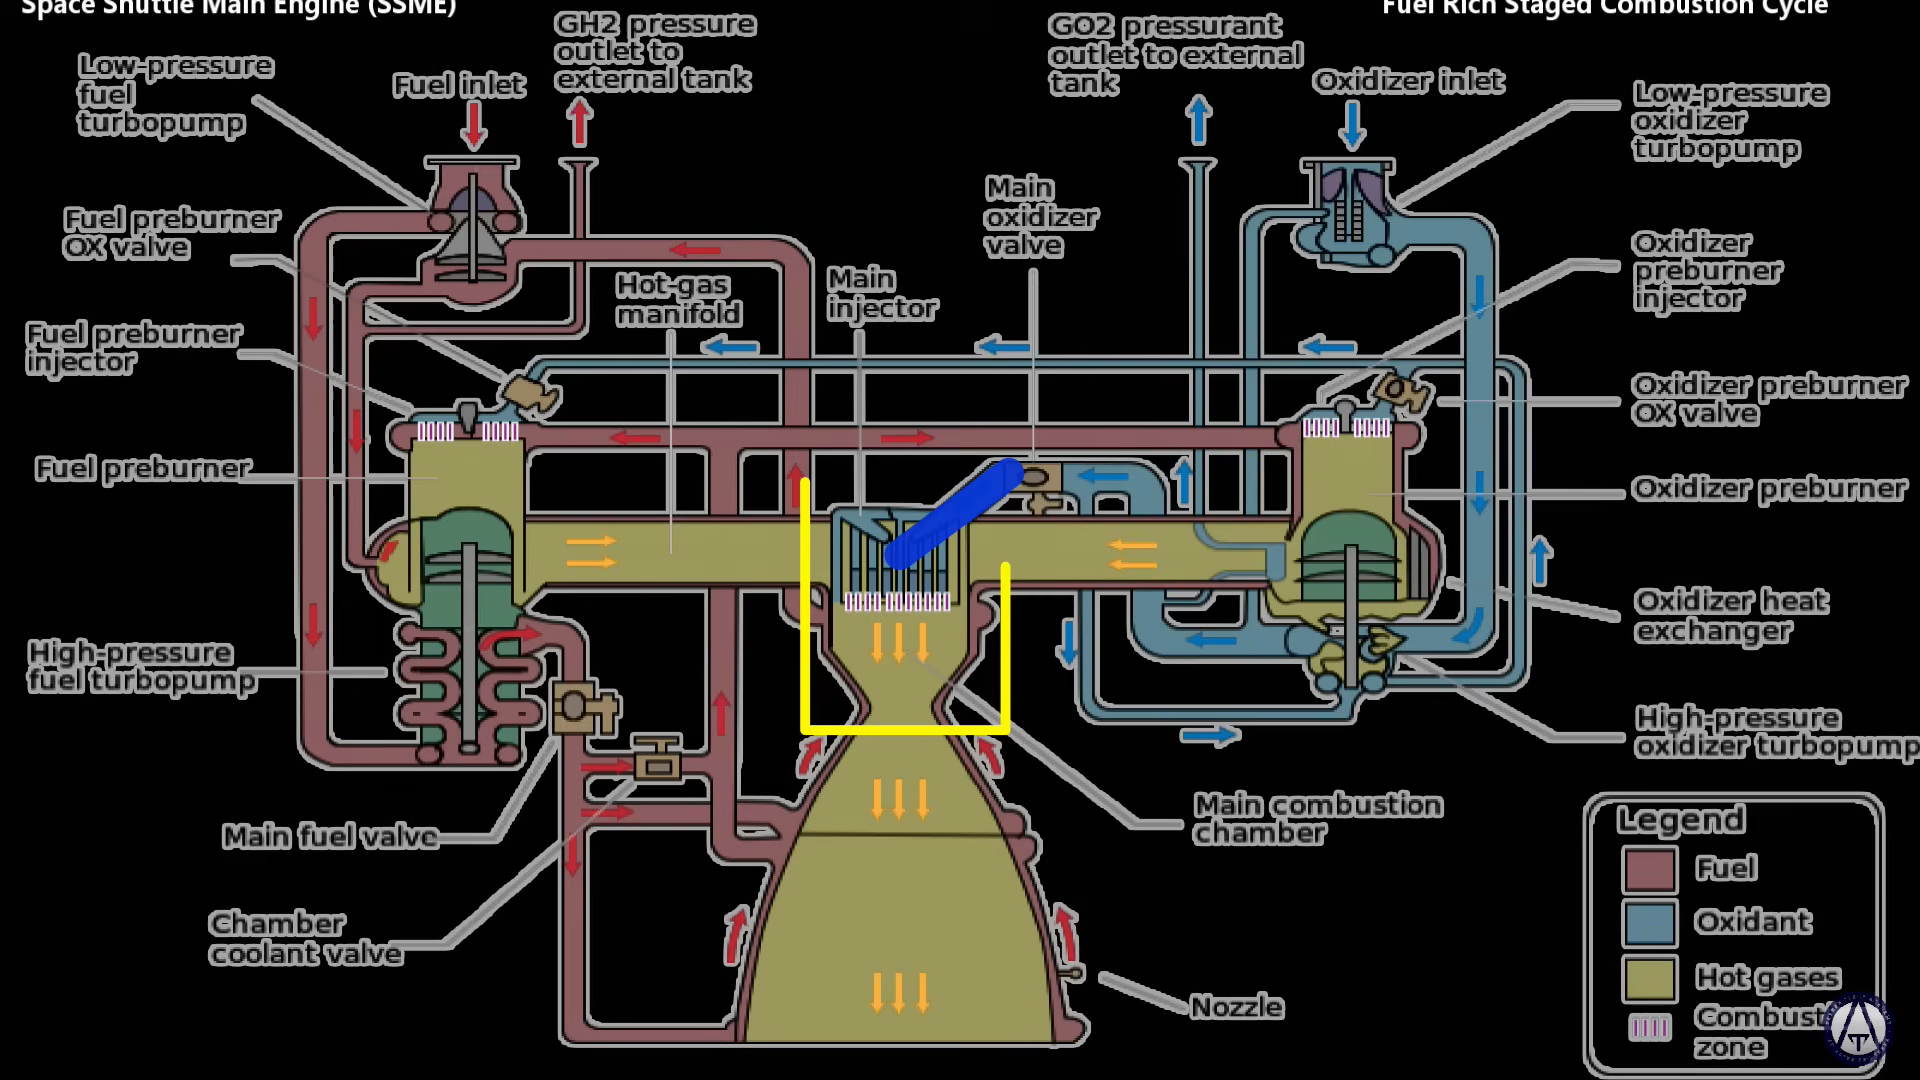 Space Shuttle Main Engine (SSME)
Fuel Rich Staged Combustion Cycle
Low-pressure
fuel
turbopump
Fuel inlet
GH2 pressure
outlet to
external tank
GO2 pressurant
outlet to external
tank
Oxidizer inlet
Low-pressure
oxidizer
turbopump
Fuel preburner
OX valve
Main
oxidizer
valve
Oxidizer
preburner
injector
Hot-gas
manifold
Main
injector
Fuel preburner
injector
Oxidizer preburner
OX valve
Fuel preburner
Oxidizer preburner
Oxidizer heat
exchanger
High-pressure
fuel turbopump
High-pressure
oxidizer turbopump
Main fuel valve
Main combustion
chamber
Chamber
coolant valve
Nozzle
Legend
Fuel
Oxidant
Hot gases
Combust
zone